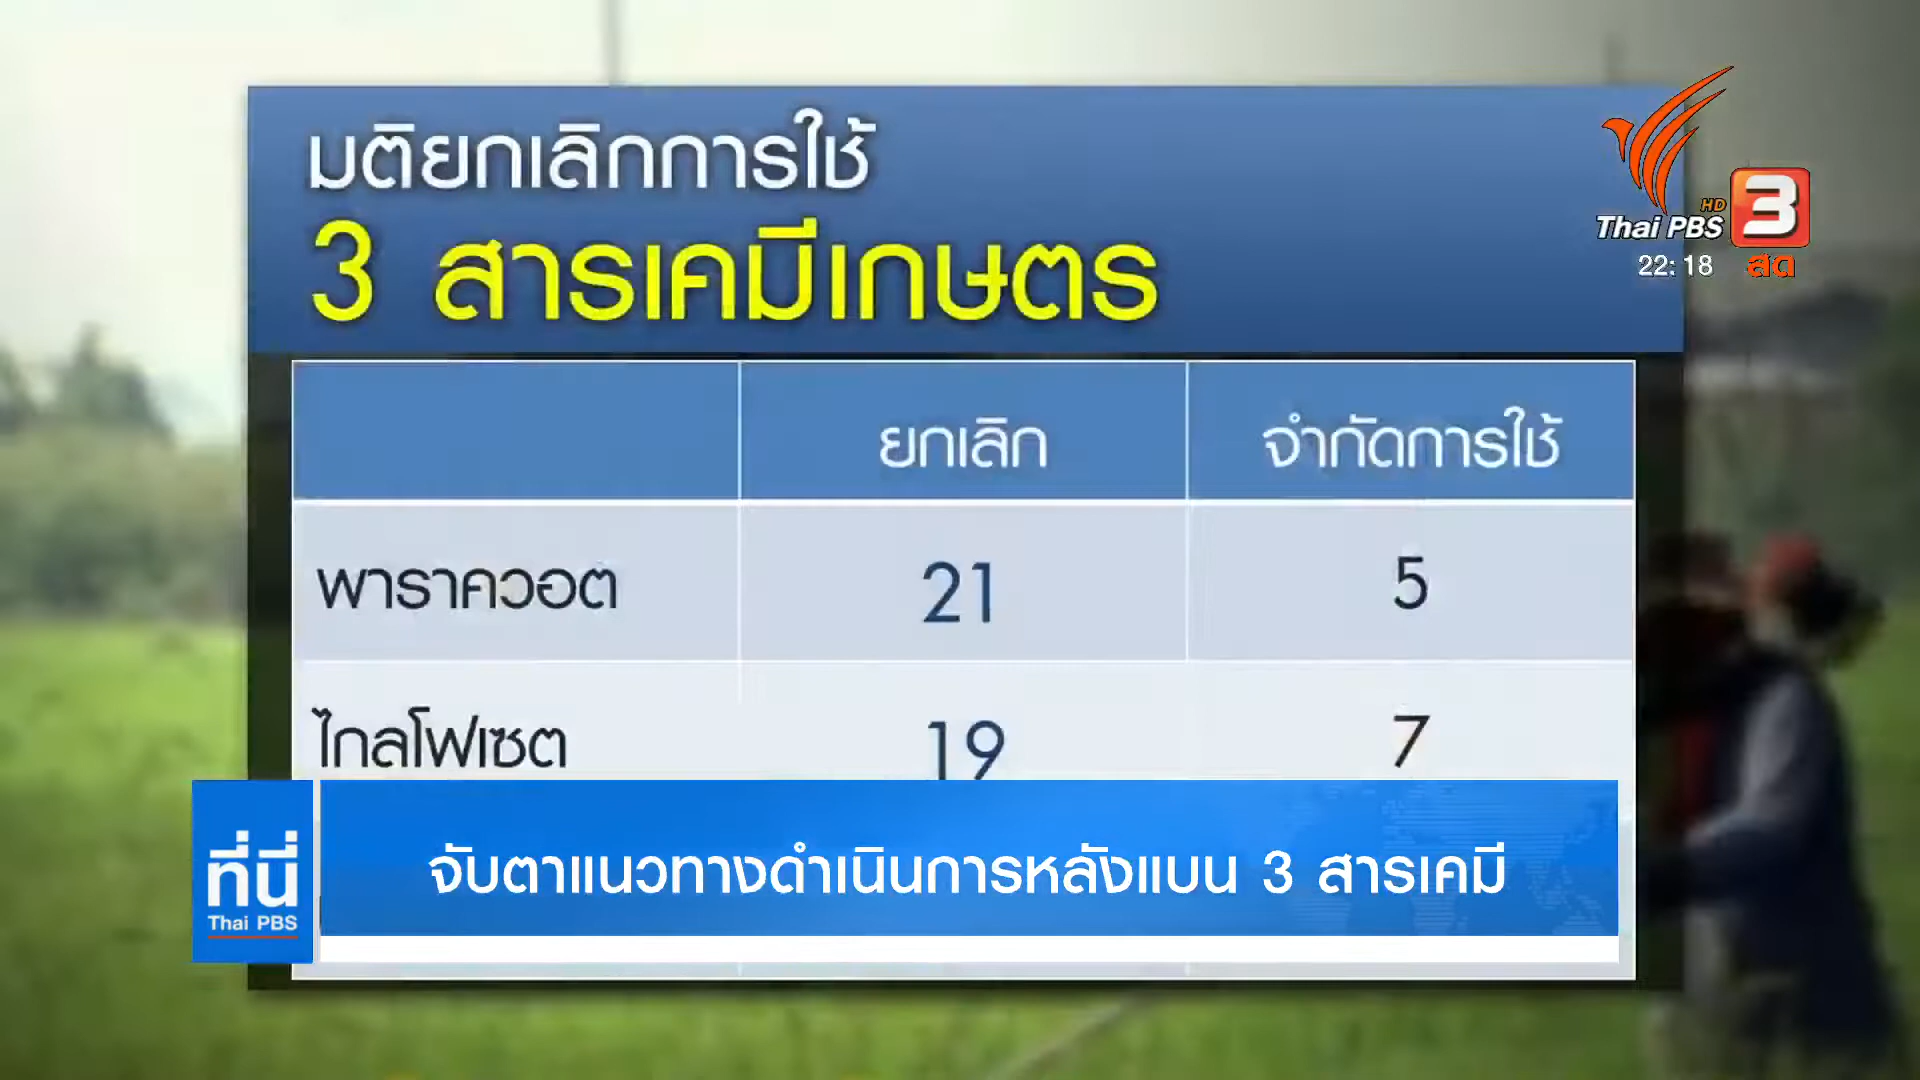 มติยกเลิกการใช้
3 สารเคมีเกษตร
HD
Thai PBS 3
22:18 สด
ยกเลิก จำกัดการใช้
พาราควอต 21 5
ไกลโฟเซต 19 7
ที่นี่
Thai PBS
จับตาแนวทางดำเนินการหลังแบน 3 สารเคมี